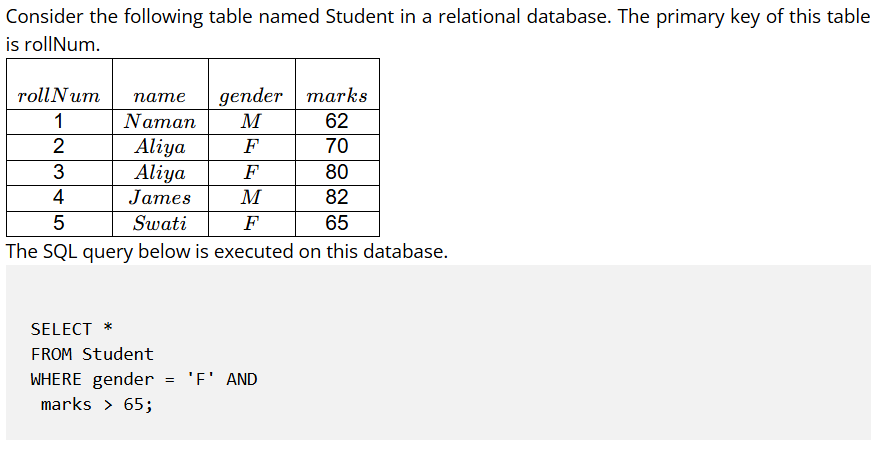 Consider the following table named Student in a relational database. The primary key of this table
is rollNum.
rollNum name gender marks
1 Naman M 62
2 Aliya F 70
3 Aliya F 80
4 James M 82
5 Swati F 65
The SQL query below is executed on this database.
SELECT *
FROM Student
WHERE gender = 'F' AND
marks > 65;